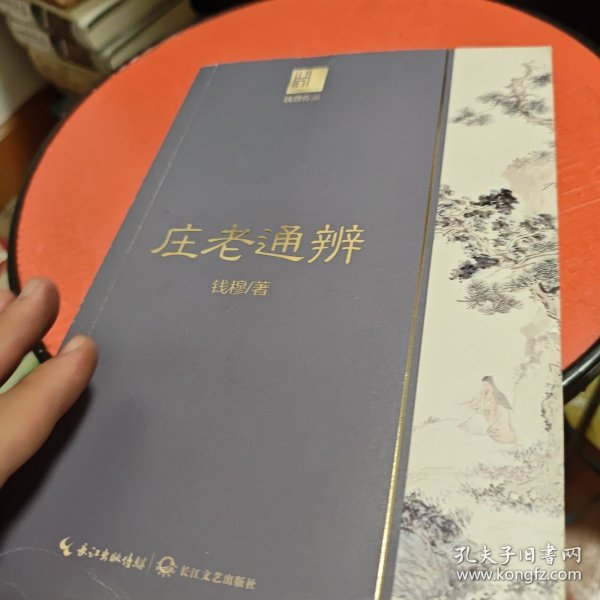 钱穆作品
庄老通辨
钱穆/著
长江出版传媒 长江文艺出版社
孔夫子旧书网
www.kongfz.com